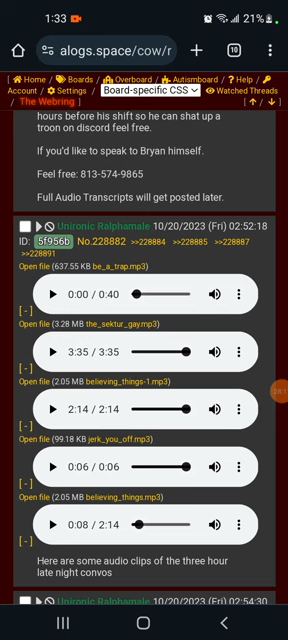 1:33
21%
alogs.space/cow/r
10
[ Home / Boards / Overboard / Autismboard / ? Help /
Account / Settings / Board-specific CSS Watched Threads
/ The Webring ] [ ↑ / ↓ ]
hours before his shift so he can shat up a
troon on discord feel free.
If you'd like to speak to Bryan himself.
Feel free: 813-574-9865
Full Audio Transcripts will get posted later.
Unironic Ralphamale 10/20/2023 (Fri) 02:52:18
ID: 5f956b No.228882 >>228884 >>228885 >>228887
>>228891
Open file (637.55 KB be_a_trap.mp3)
0:00 / 0:40
[ - ]
Open file (3.28 MB the_sektur_gay.mp3)
3:35 / 3:35
[ - ]
Open file (2.05 MB believing_things-1.mp3)
2:14 / 2:14
[ - ]
Open file (99.18 KB jerk_you_off.mp3)
0:06 / 0:06
[ - ]
Open file (2.05 MB believing_things.mp3)
0:08 / 2:14
[ - ]
Here are some audio clips of the three hour
late night convos
Unironic Ralphamale 10/20/2023 (Fri) 02:54:30